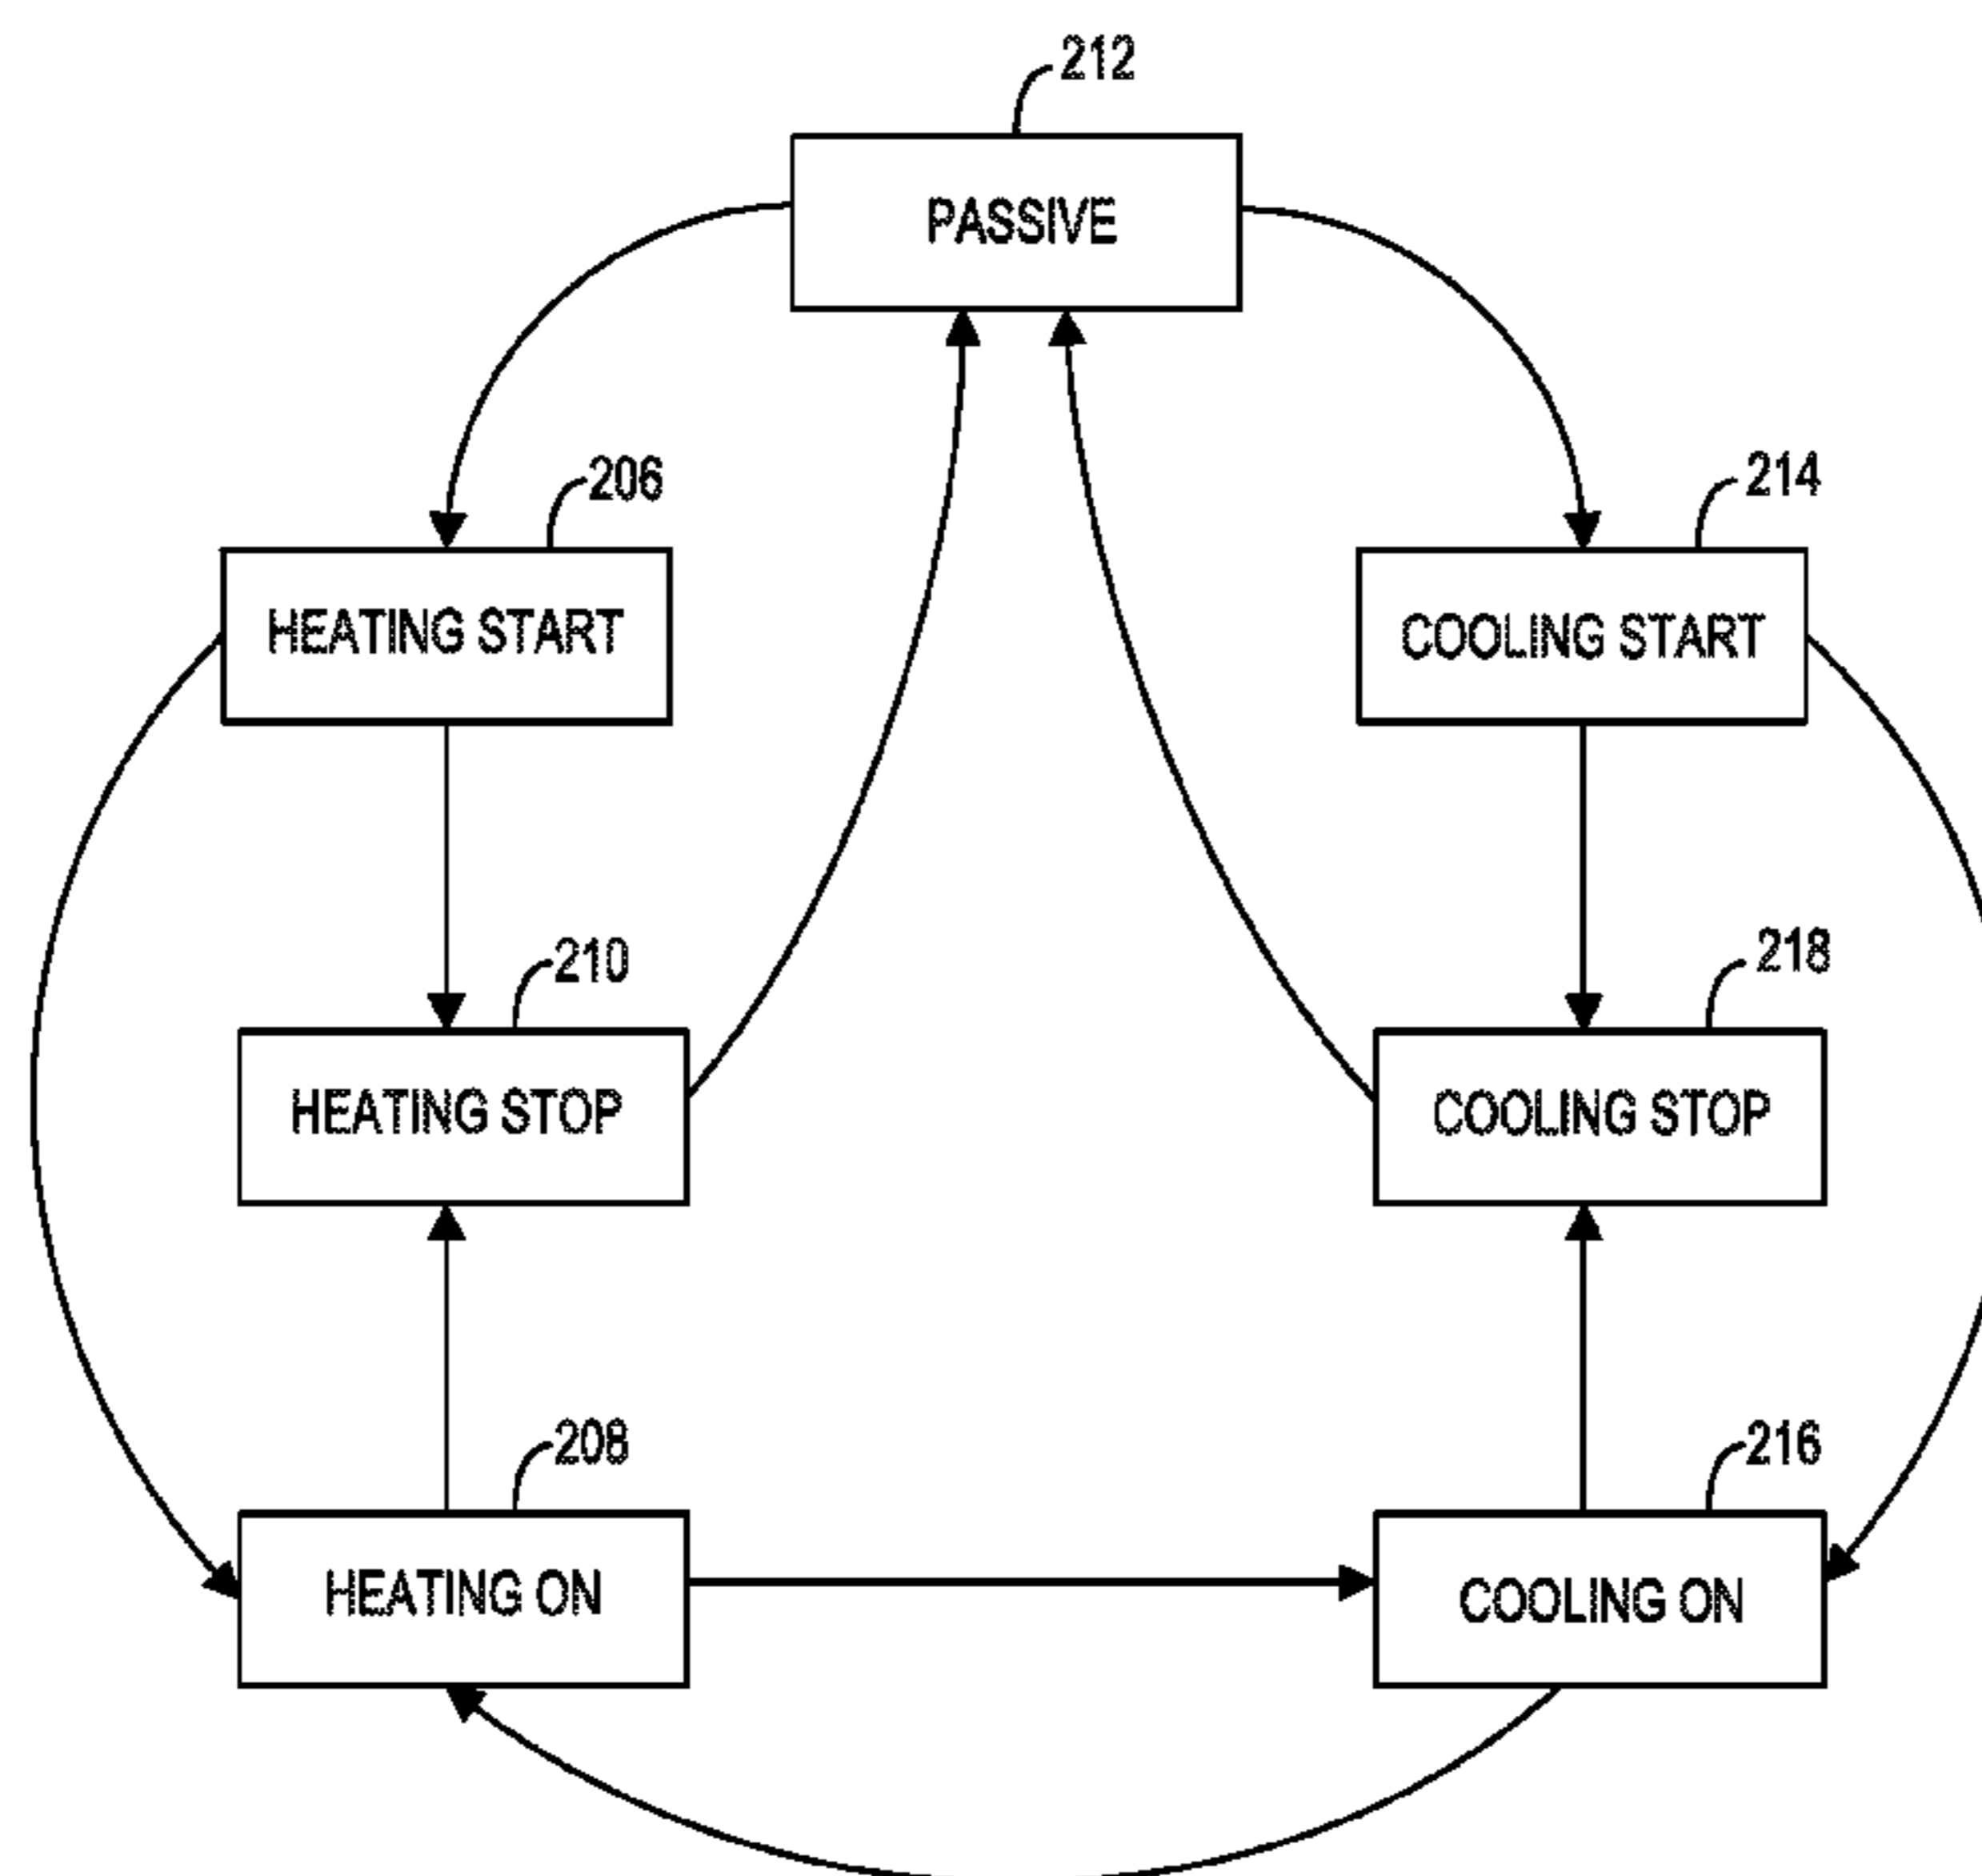 212
PASSIVE
206
214
HEATING START
COOLING START
210
218
HEATING STOP
COOLING STOP
208
216
HEATING ON
COOLING ON